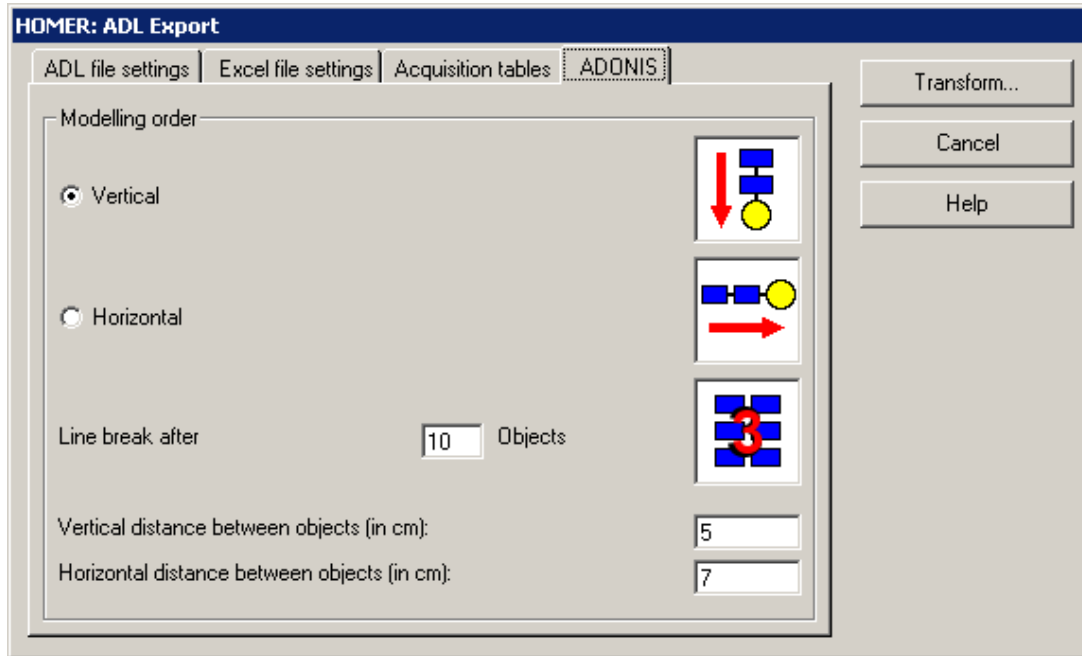 HOMER: ADL Export
ADL file settings
Excel file settings
Acquisition tables
ADONIS
Transform...
Cancel
Help
Modelling order
Vertical
Horizontal
Line break after 10 Objects
3
Vertical distance between objects (in cm): 5
Horizontal distance between objects (in cm): 7